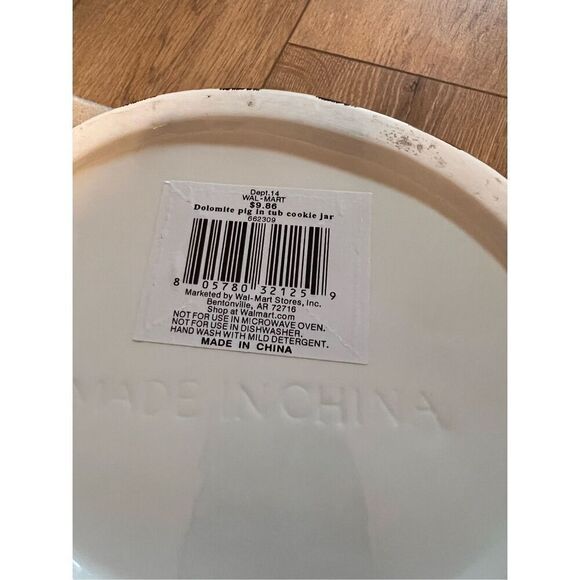 Dept.14
WAL-MART
$9.86
Dolomite pig in tub cookie jar
662309
8 05780 32125 9
Marketed by Wal-Mart Stores, Inc.
Bentonville, AR 72716
Shop at Walmart.com
NOT FOR USE IN MICROWAVE OVEN.
NOT FOR USE IN DISHWASHER.
HAND WASH WITH MILD DETERGENT.
MADE IN CHINA
MADE IN CHINA